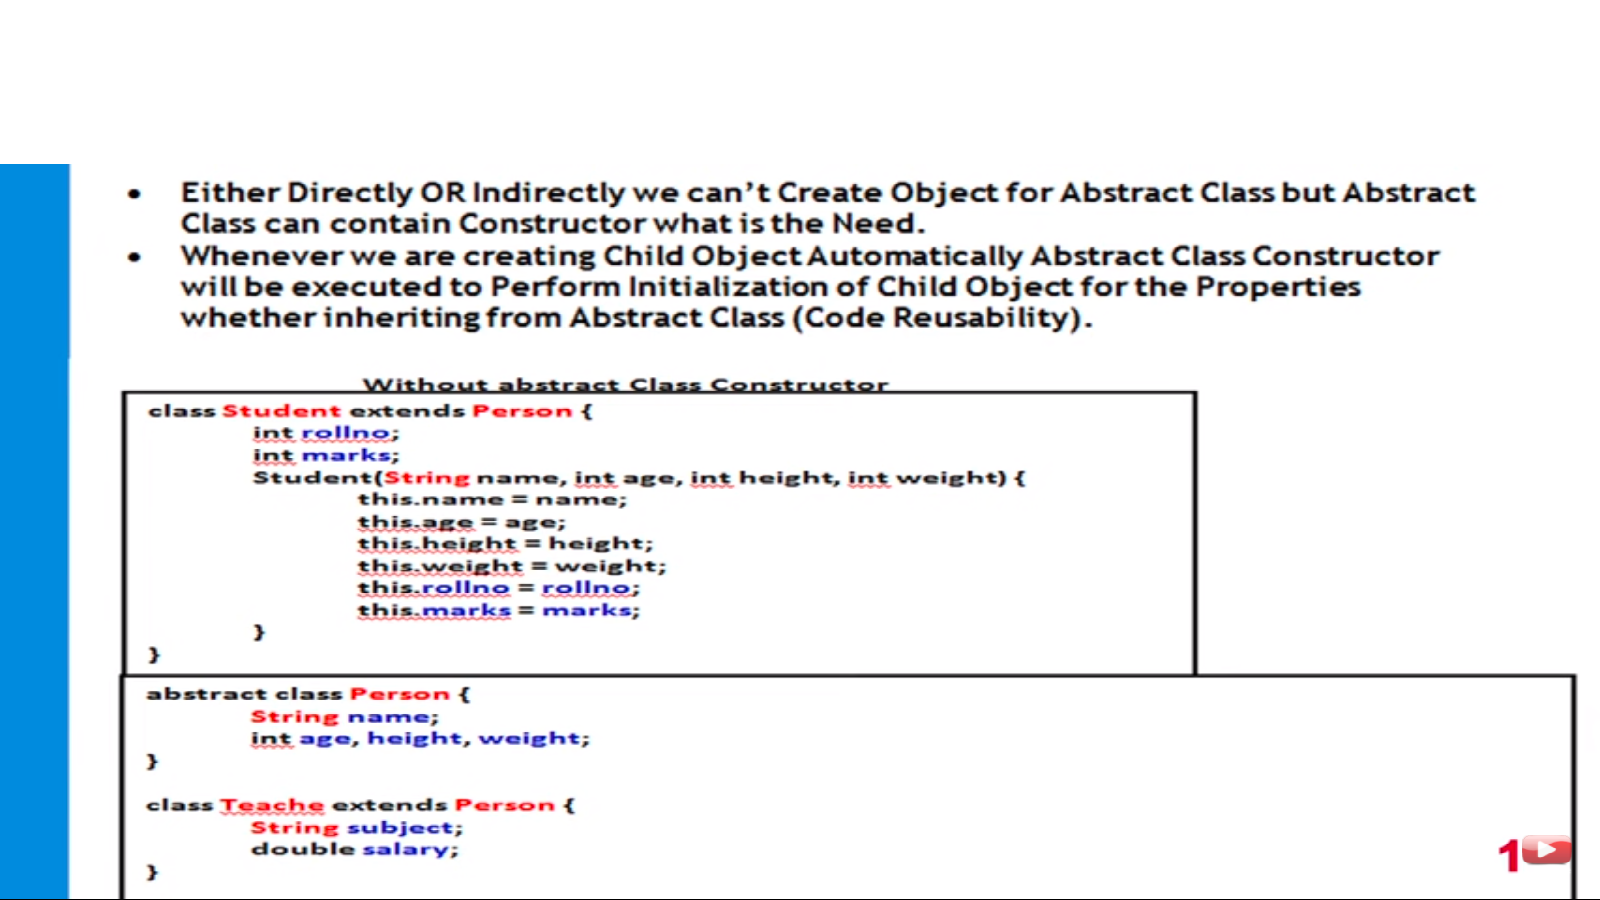 • Either Directly OR Indirectly we can't Create Object for Abstract Class but Abstract
Class can contain Constructor what is the Need.
• Whenever we are creating Child Object Automatically Abstract Class Constructor
will be executed to Perform Initialization of Child Object for the Properties
whether inheriting from Abstract Class (Code Reusability).
Without abstract Class Constructor
class Student extends Person {
int rollno;
int marks;
Student(String name, int age, int height, int weight) {
this.name = name;
this.age = age;
this.height = height;
this.weight = weight;
this.rollno = rollno;
this.marks = marks;
}
}
abstract class Person {
String name;
int age, height, weight;
}
class Teache extends Person {
String subject;
double salary;
}
1